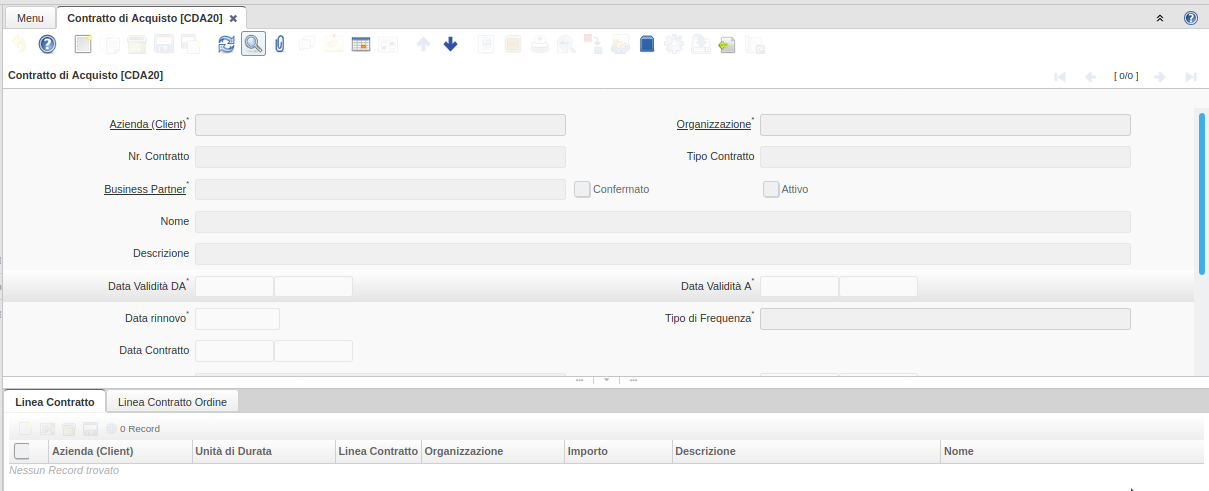 Menu Contratto di Acquisto [CDA20]
Contratto di Acquisto [CDA20] [ 0/0 ]
Azienda (Client)* Organizzazione*
Nr. Contratto Tipo Contratto
Business Partner* Confermato Attivo
Nome
Descrizione
Data Validità DA* Data Validità A*
Data rinnovo* Tipo di Frequenza*
Data Contratto
Linea Contratto Linea Contratto Ordine
0 Record
Azienda (Client) Unità di Durata Linea Contratto Organizzazione Importo Descrizione Nome
Nessun Record trovato